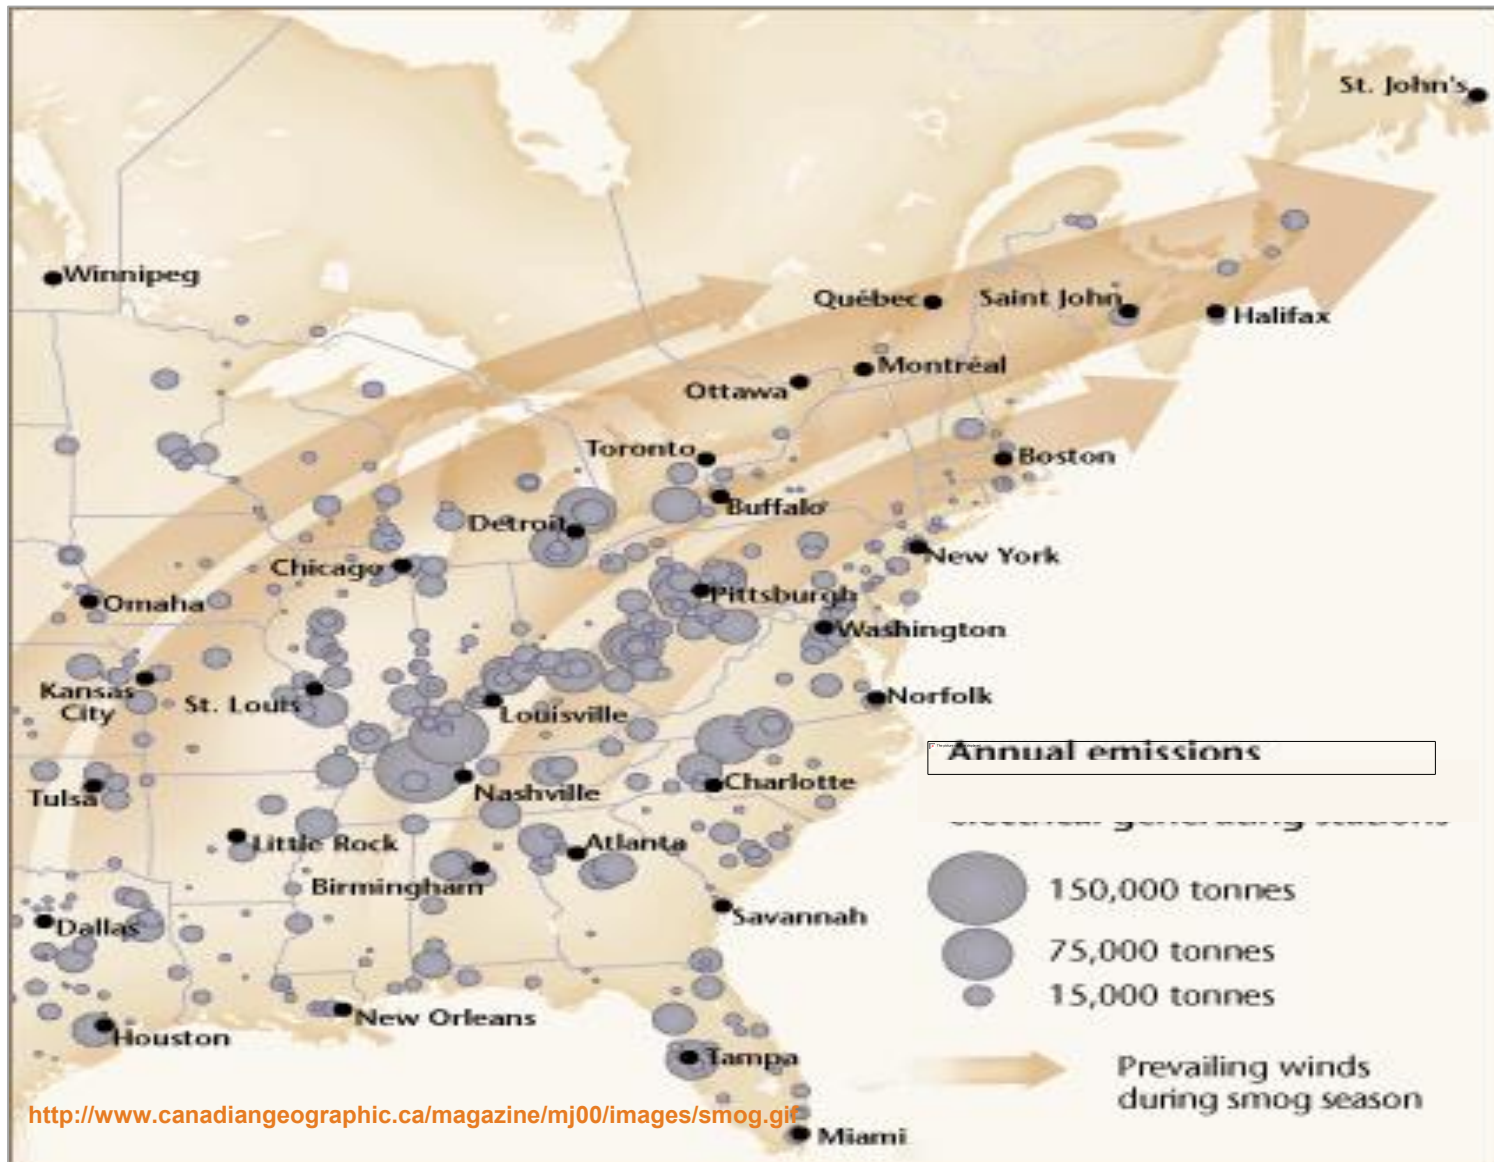 St. John's
Winnipeg
Québec
Saint John
Halifax
Montréal
Ottawa
Toronto
Boston
Buffalo
Detroit
New York
Chicago
Omaha
Pittsburgh
Washington
Kansas
City
St. Louis
Louisville
Norfolk
Annual emissions
electrical generating stations
Tulsa
Nashville
Charlotte
Little Rock
Atlanta
Birmingham
150,000 tonnes
Dallas
Savannah
75,000 tonnes
15,000 tonnes
New Orleans
Houston
Tampa
Prevailing winds
during smog season
http://www.canadiangeographic.ca/magazine/mj00/images/smog.gif
Miami